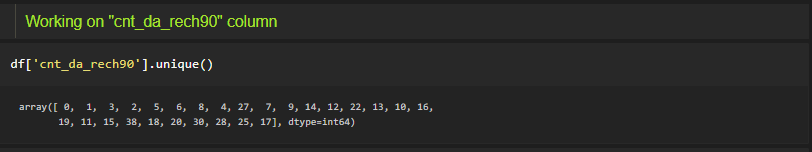 Working on "cnt_da_rech90" column
df['cnt_da_rech90'].unique()
array([ 0,  1,  3,  2,  5,  6,  8,  4, 27,  7,  9, 14, 12, 22, 13, 10, 16,
19, 11, 15, 38, 18, 20, 30, 28, 25, 17], dtype=int64)